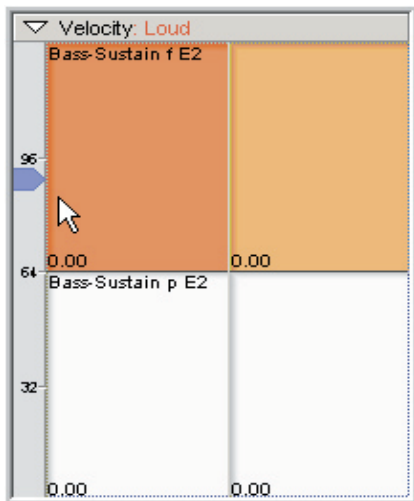 Velocity: Loud
Bass-Sustain f E2
96
0.00 0.00
64
Bass-Sustain p E2
32
0.00 0.00